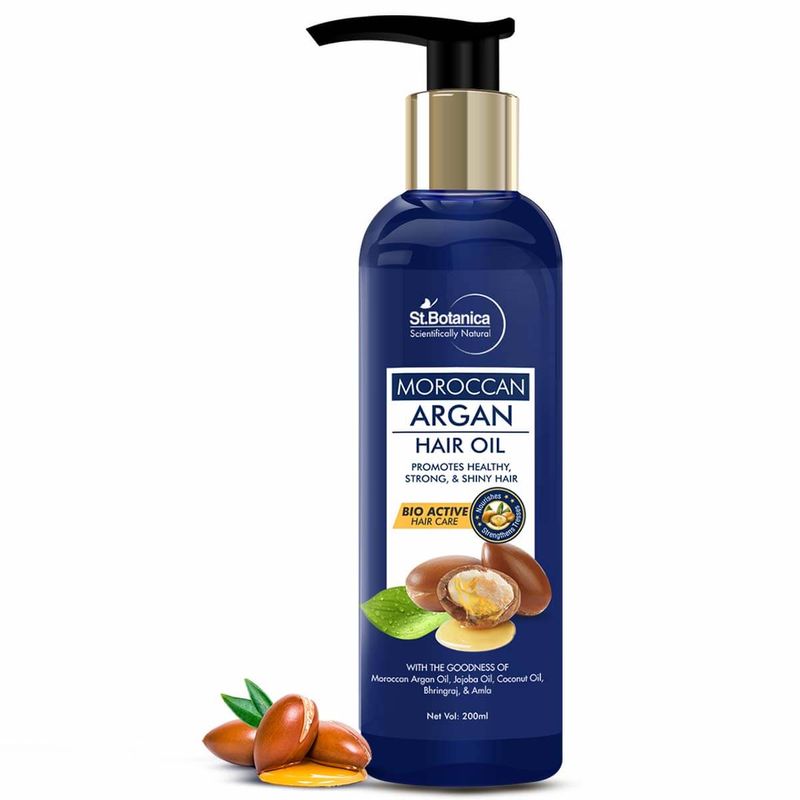 St.Botanica
Scientifically Natural
MOROCCAN
ARGAN
HAIR OIL
PROMOTES HEALTHY,
STRONG, & SHINY HAIR
BIO ACTIVE
HAIR CARE
Nourishes
Strengthens Tresses
WITH THE GOODNESS OF
Moroccan Argan Oil, Jojoba Oil, Coconut Oil,
Bhringraj, & Amla
Net Vol: 200ml